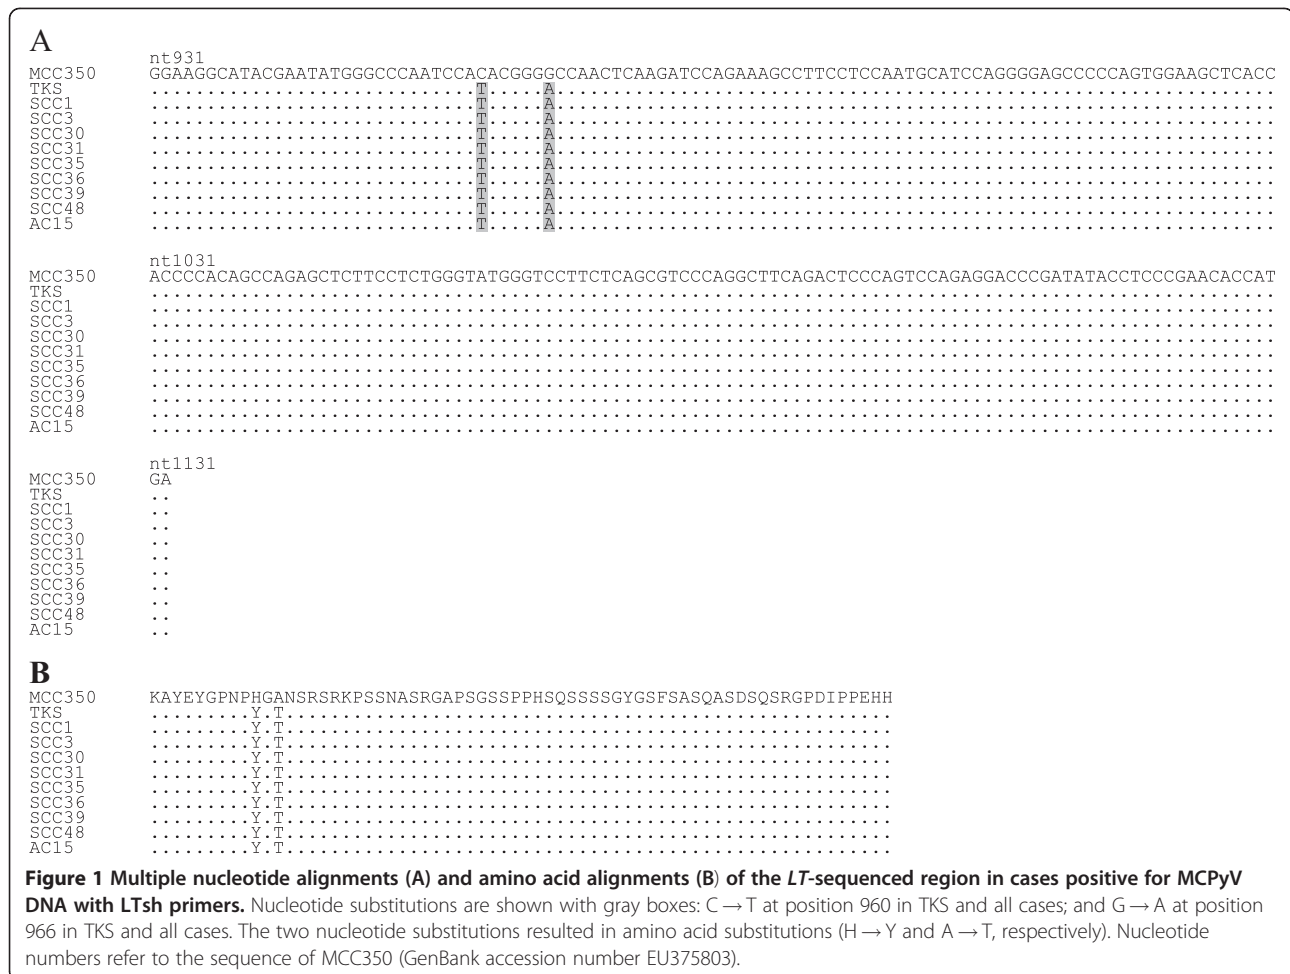 A
nt931
MCC350 GGAAGGCATACGAATATGGGCCCAATCCACACGGGGCCAACTCAAGATCCAGAAAGCCTTCCTCCAATGCATCCAGGGGAGCCCCCAGTGGAAGCTCACC
TKS .............................T.....A................................................................
SCC1 .............................T.....A................................................................
SCC3 .............................T.....A................................................................
SCC30 .............................T.....A................................................................
SCC31 .............................T.....A................................................................
SCC35 .............................T.....A................................................................
SCC36 .............................T.....A................................................................
SCC39 .............................T.....A................................................................
SCC48 .............................T.....A................................................................
AC15 .............................T.....A................................................................
nt1031
MCC350 ACCCCACAGCCAGAGCTCTTCCTCTGGGTATGGGTCCTTCTCAGCGTCCCAGGCTTCAGACTCCCAGTCCAGAGGACCCGATATACCTCCCGAACACCAT
TKS ....................................................................................................
SCC1 ....................................................................................................
SCC3 ....................................................................................................
SCC30 ....................................................................................................
SCC31 ....................................................................................................
SCC35 ....................................................................................................
SCC36 ....................................................................................................
SCC39 ....................................................................................................
SCC48 ....................................................................................................
AC15 ....................................................................................................
nt1131
MCC350 GA
TKS ..
SCC1 ..
SCC3 ..
SCC30 ..
SCC31 ..
SCC35 ..
SCC36 ..
SCC39 ..
SCC48 ..
AC15 ..
B
MCC350 KAYEYGPNPHGANSRSRKPSSNASRGAPSGSSPPHSQSSSSGYGSFSASQASDSQSRGPDIPPEHH
TKS .........Y.T......................................................
SCC1 .........Y.T......................................................
SCC3 .........Y.T......................................................
SCC30 .........Y.T......................................................
SCC31 .........Y.T......................................................
SCC35 .........Y.T......................................................
SCC36 .........Y.T......................................................
SCC39 .........Y.T......................................................
SCC48 .........Y.T......................................................
AC15 .........Y.T......................................................
Figure 1 Multiple nucleotide alignments (A) and amino acid alignments (B) of the LT-sequenced region in cases positive for MCPyV
DNA with LTsh primers. Nucleotide substitutions are shown with gray boxes: C → T at position 960 in TKS and all cases; and G → A at position
966 in TKS and all cases. The two nucleotide substitutions resulted in amino acid substitutions (H → Y and A → T, respectively). Nucleotide
numbers refer to the sequence of MCC350 (GenBank accession number EU375803).